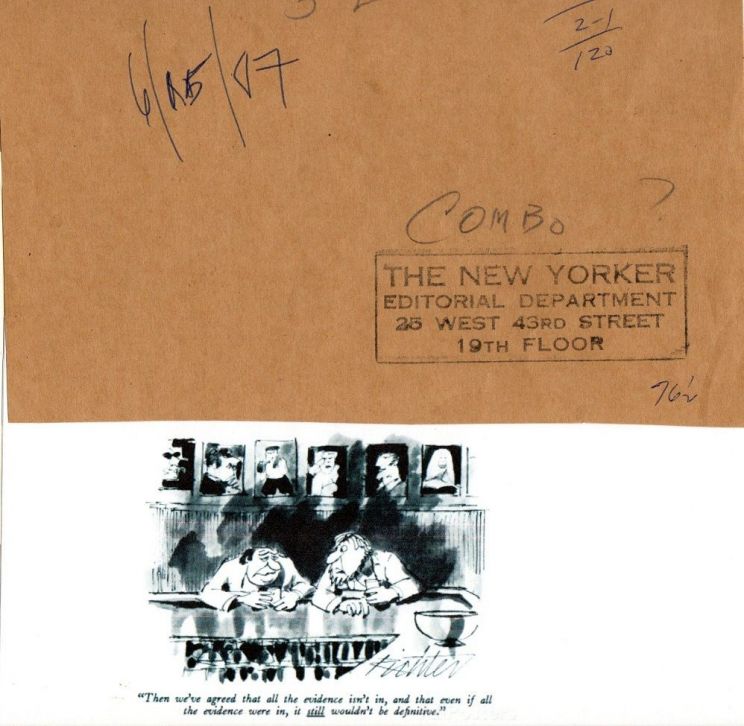 2-1
120
6/25/87
COMBO ?
THE NEW YORKER
EDITORIAL DEPARTMENT
25 WEST 43RD STREET
19TH FLOOR
76½
Richter
"Then we've agreed that all the evidence isn't in, and that even if all
the evidence were in, it still wouldn't be definitive."